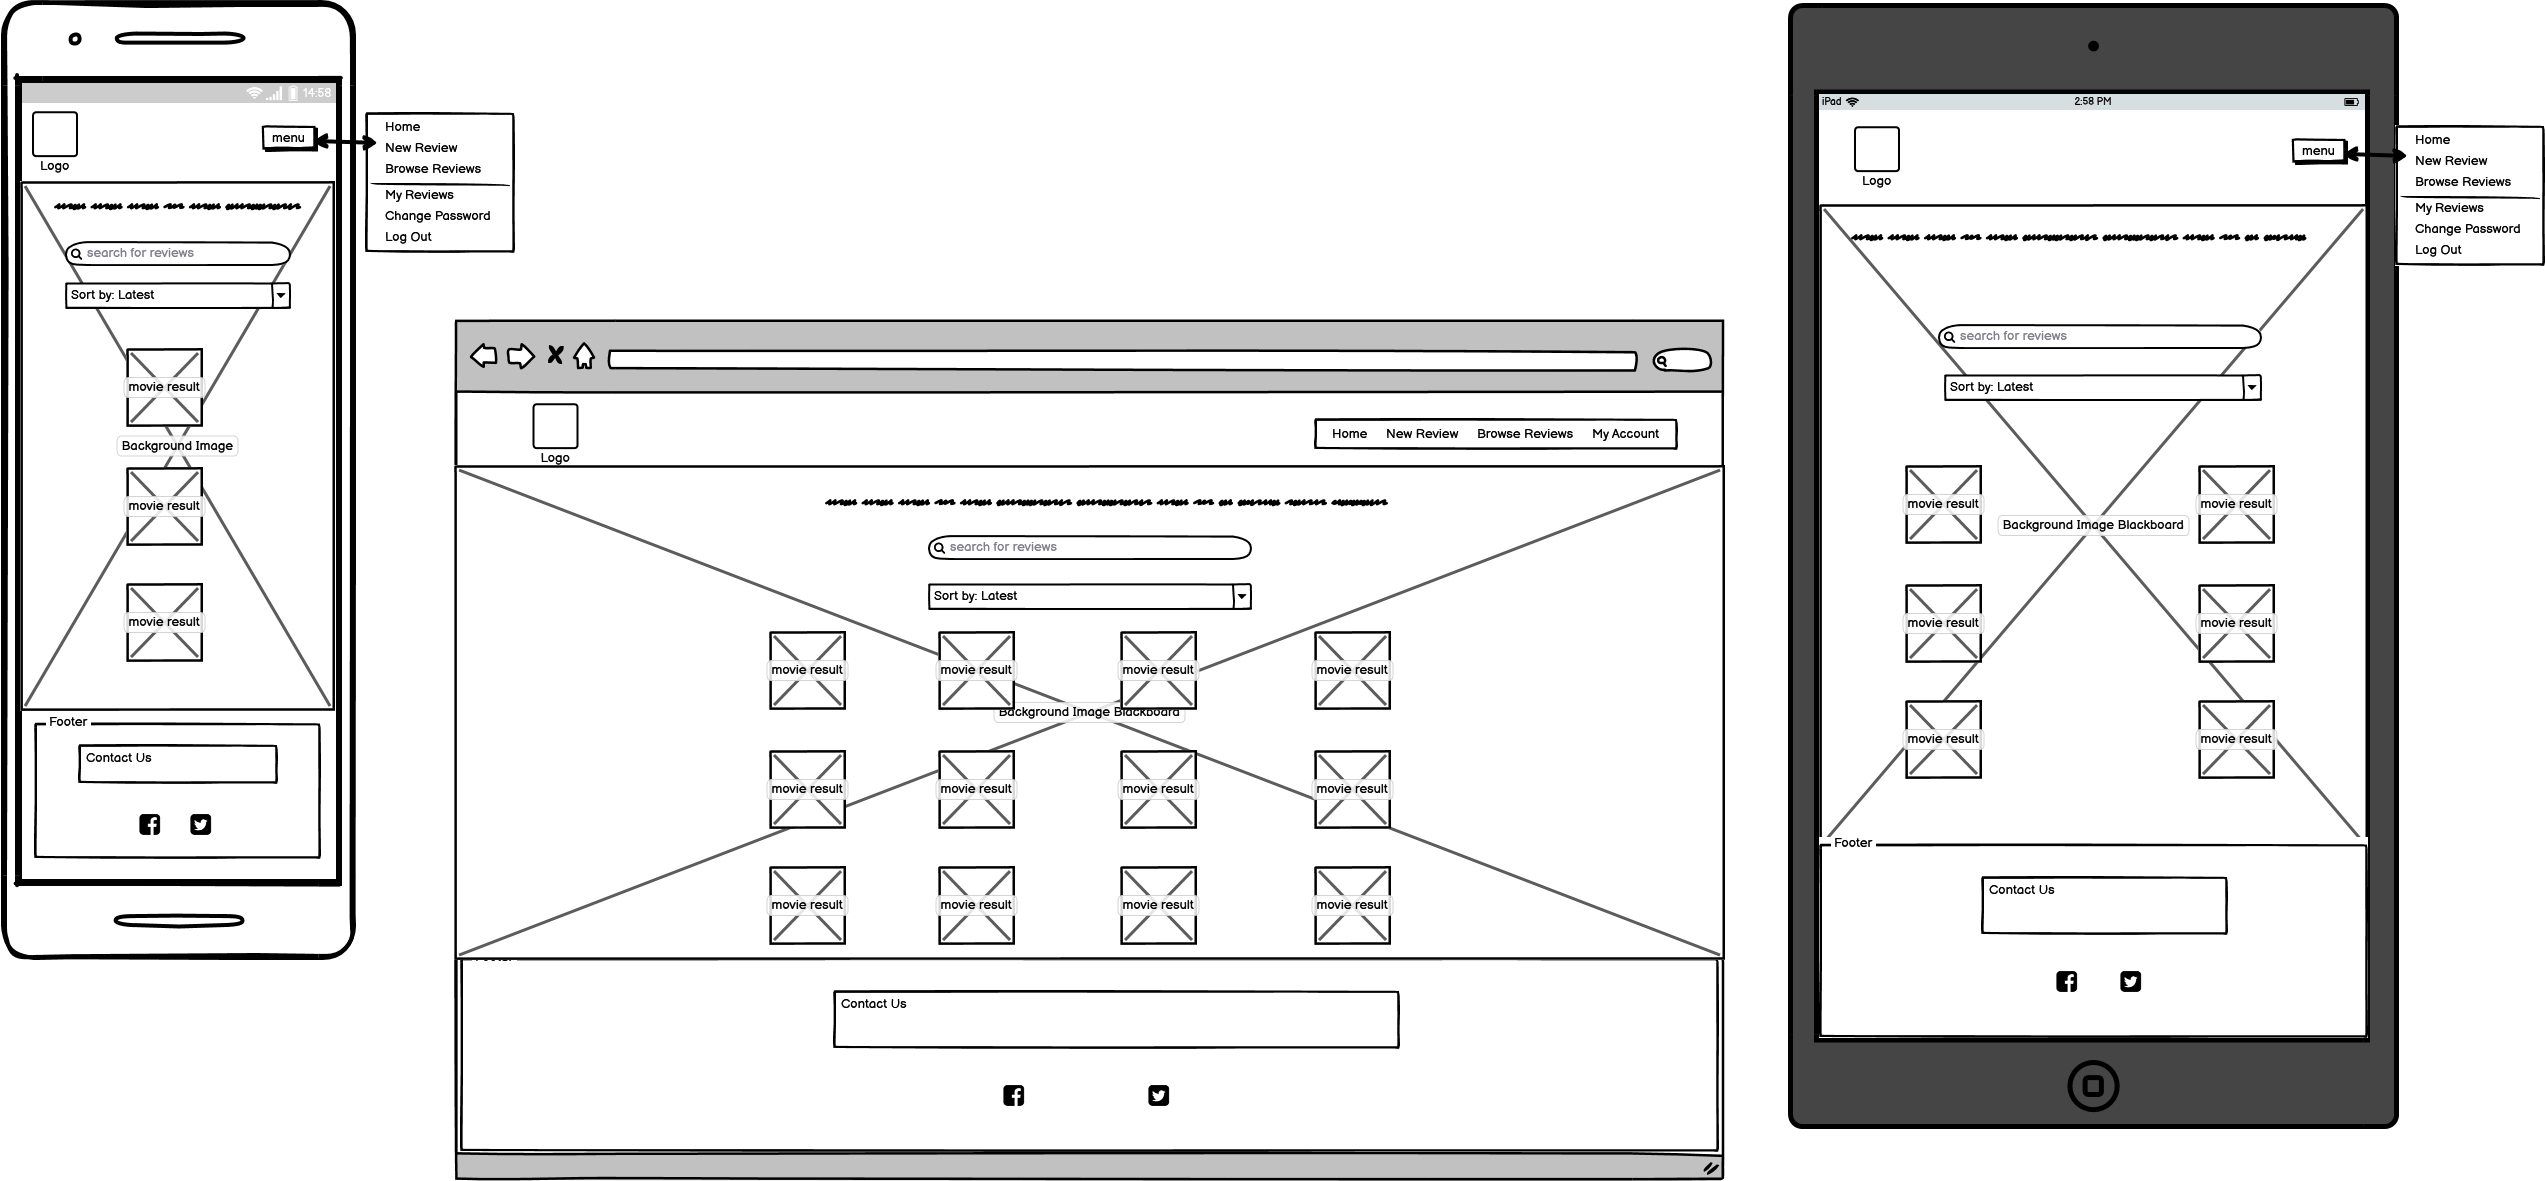 14:58
Logo
menu
Home
New Review
Browse Reviews
My Reviews
Change Password
Log Out
search for reviews
Sort by: Latest
movie result
Background Image
movie result
movie result
Footer
Contact Us
Logo
Home New Review Browse Reviews My Account
search for reviews
Sort by: Latest
movie result movie result movie result movie result
Background Image Blackboard
movie result movie result movie result movie result
movie result movie result movie result movie result
Footer
Contact Us
iPad 2:58 PM
Logo
menu
Home
New Review
Browse Reviews
My Reviews
Change Password
Log Out
search for reviews
Sort by: Latest
movie result movie result
Background Image Blackboard
movie result movie result
movie result movie result
Footer
Contact Us